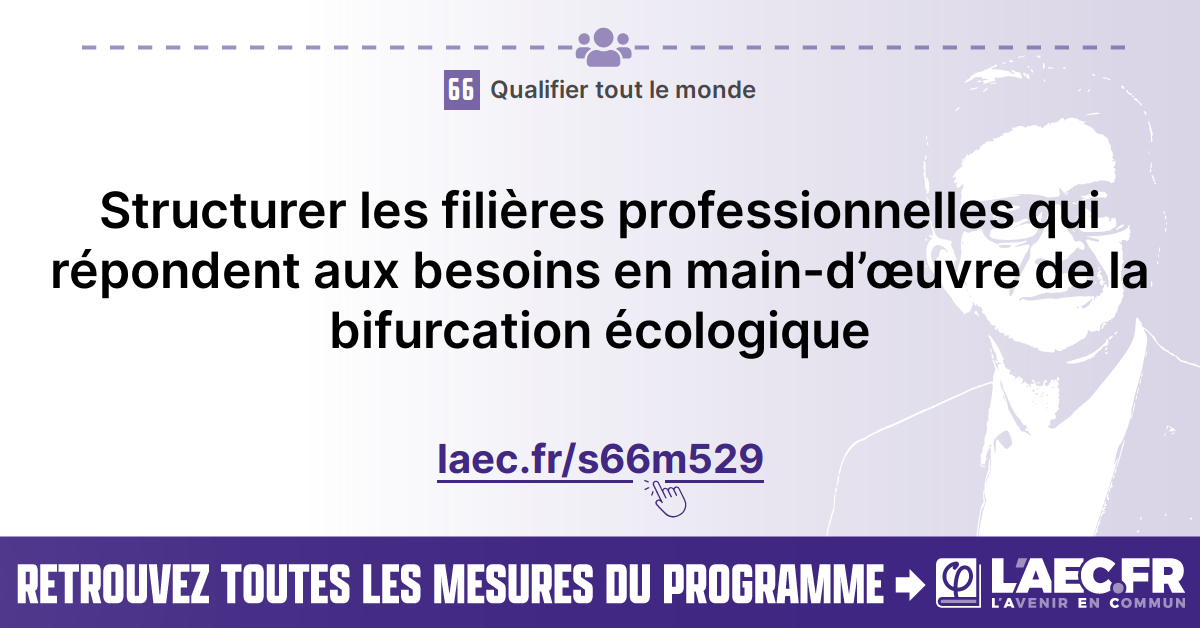 66 Qualifier tout le monde
Structurer les filières professionnelles qui
répondent aux besoins en main-d’œuvre de la
bifurcation écologique
laec.fr/s66m529
RETROUVEZ TOUTES LES MESURES DU PROGRAMME
L'AEC.FR
L'AVENIR EN COMMUN